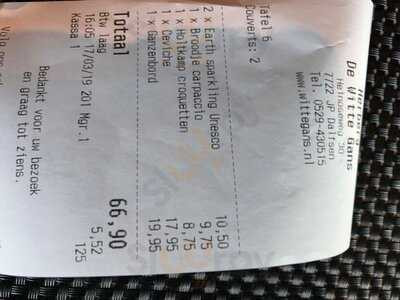 De Witte Gans
Heinoseweg 30
7722 JP Dalfsen
Tel. 0529-430515
www.wittegans.nl
Tafel 6
Couverts: 2
2 x Earth sparkling Unesco 10,50
1 x Broodje carpaccio 9,75
1 x Holtkamp croquetten 8,75
1 x Ceviche 17,95
1 x Ganzenbord 19,95
Totaal 66,90
Btw laag 5,52
16:05 17/03/19 201 Mgr.1 125
Kassa 1
Bedankt voor uw bezoek
en graag tot ziens.
Volg ons